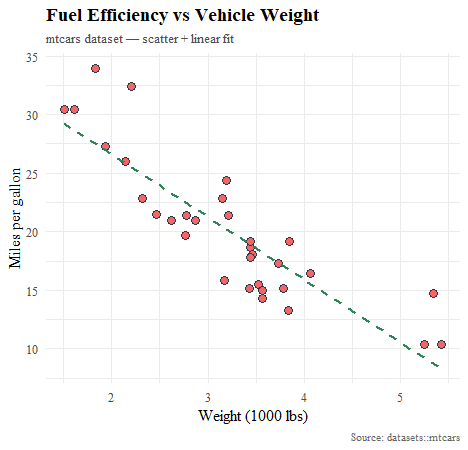 Fuel Efficiency vs Vehicle Weight
mtcars dataset — scatter + linear fit
35
30
25
20
15
10
Miles per gallon
2 3 4 5
Weight (1000 lbs)
Source: datasets::mtcars